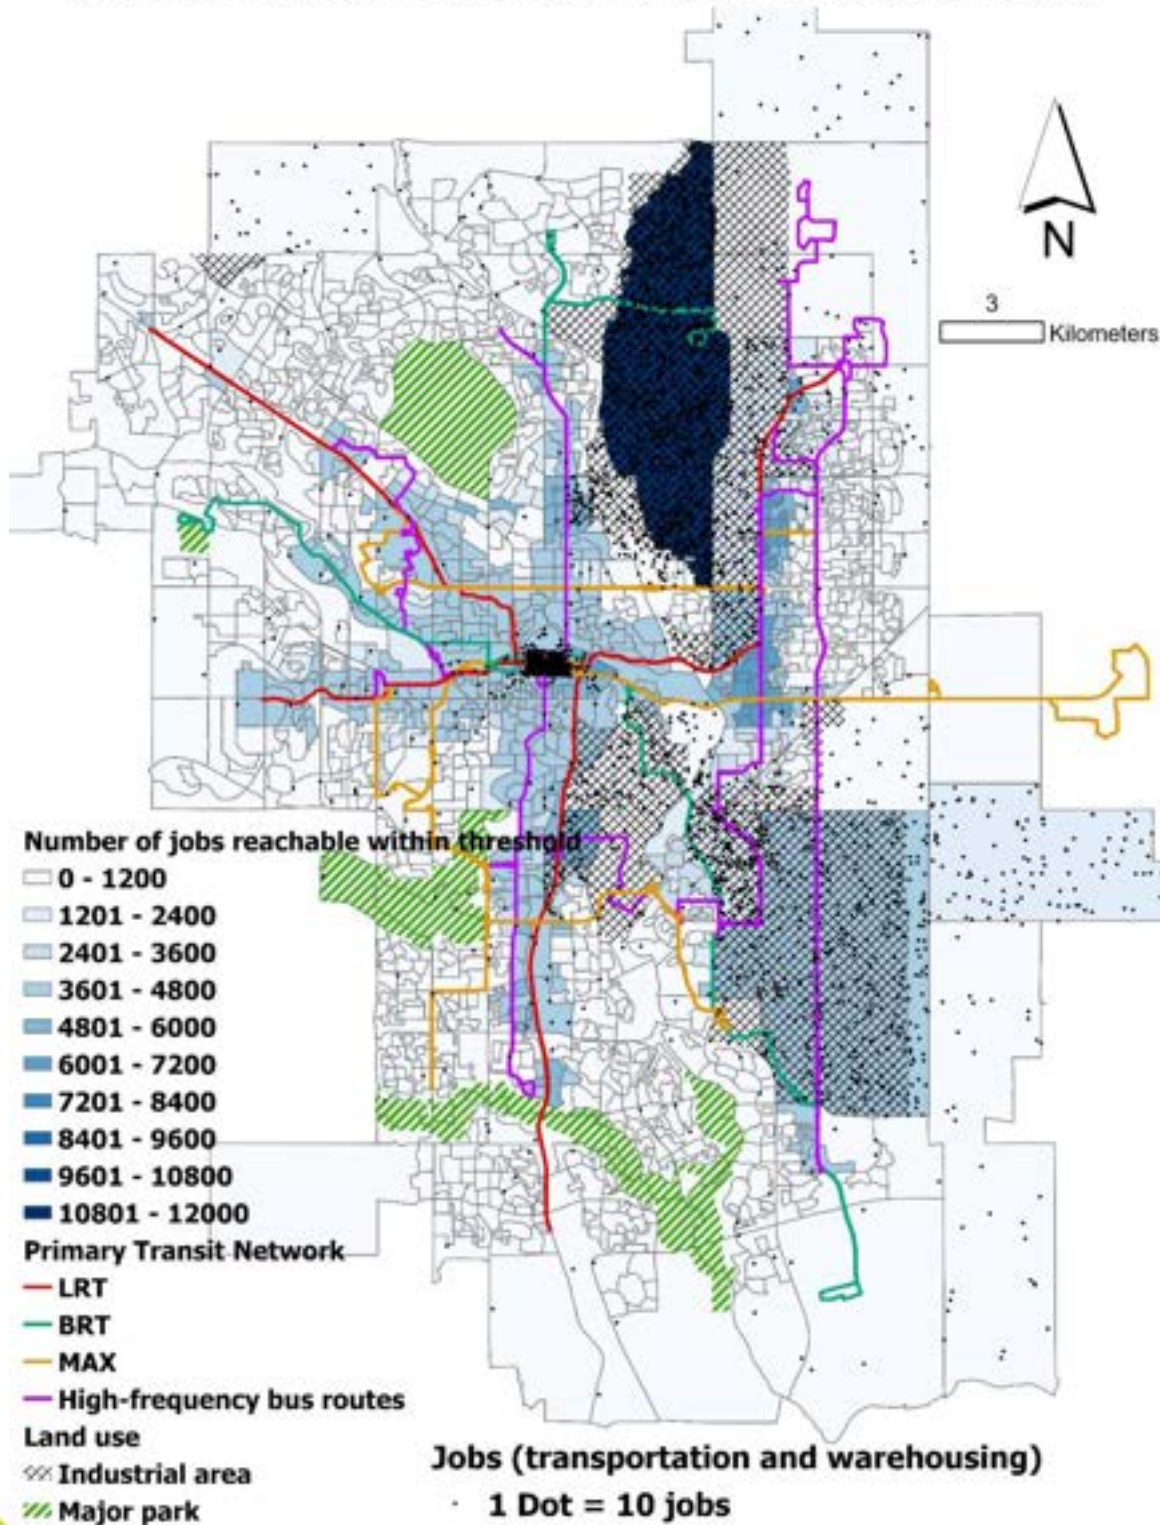 N
3
Kilometers
Number of jobs reachable within threshold
0 - 1200
1201 - 2400
2401 - 3600
3601 - 4800
4801 - 6000
6001 - 7200
7201 - 8400
8401 - 9600
9601 - 10800
10801 - 12000
Primary Transit Network
LRT
BRT
MAX
High-frequency bus routes
Land use
Industrial area
Major park
Jobs (transportation and warehousing)
1 Dot = 10 jobs